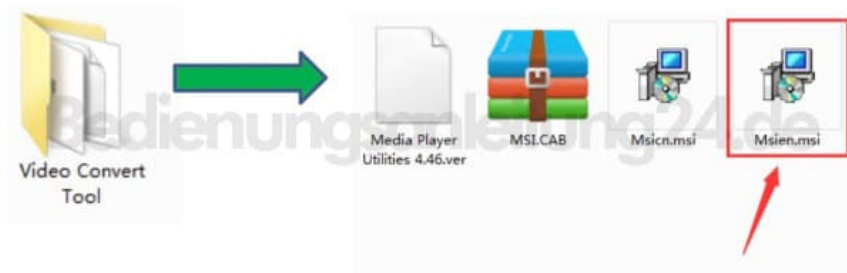 Video Convert
Tool
Media Player
Utilities 4.46.ver
MSI.CAB
Msicn.msi
Msien.msi
Bedienungsanleitung24.de